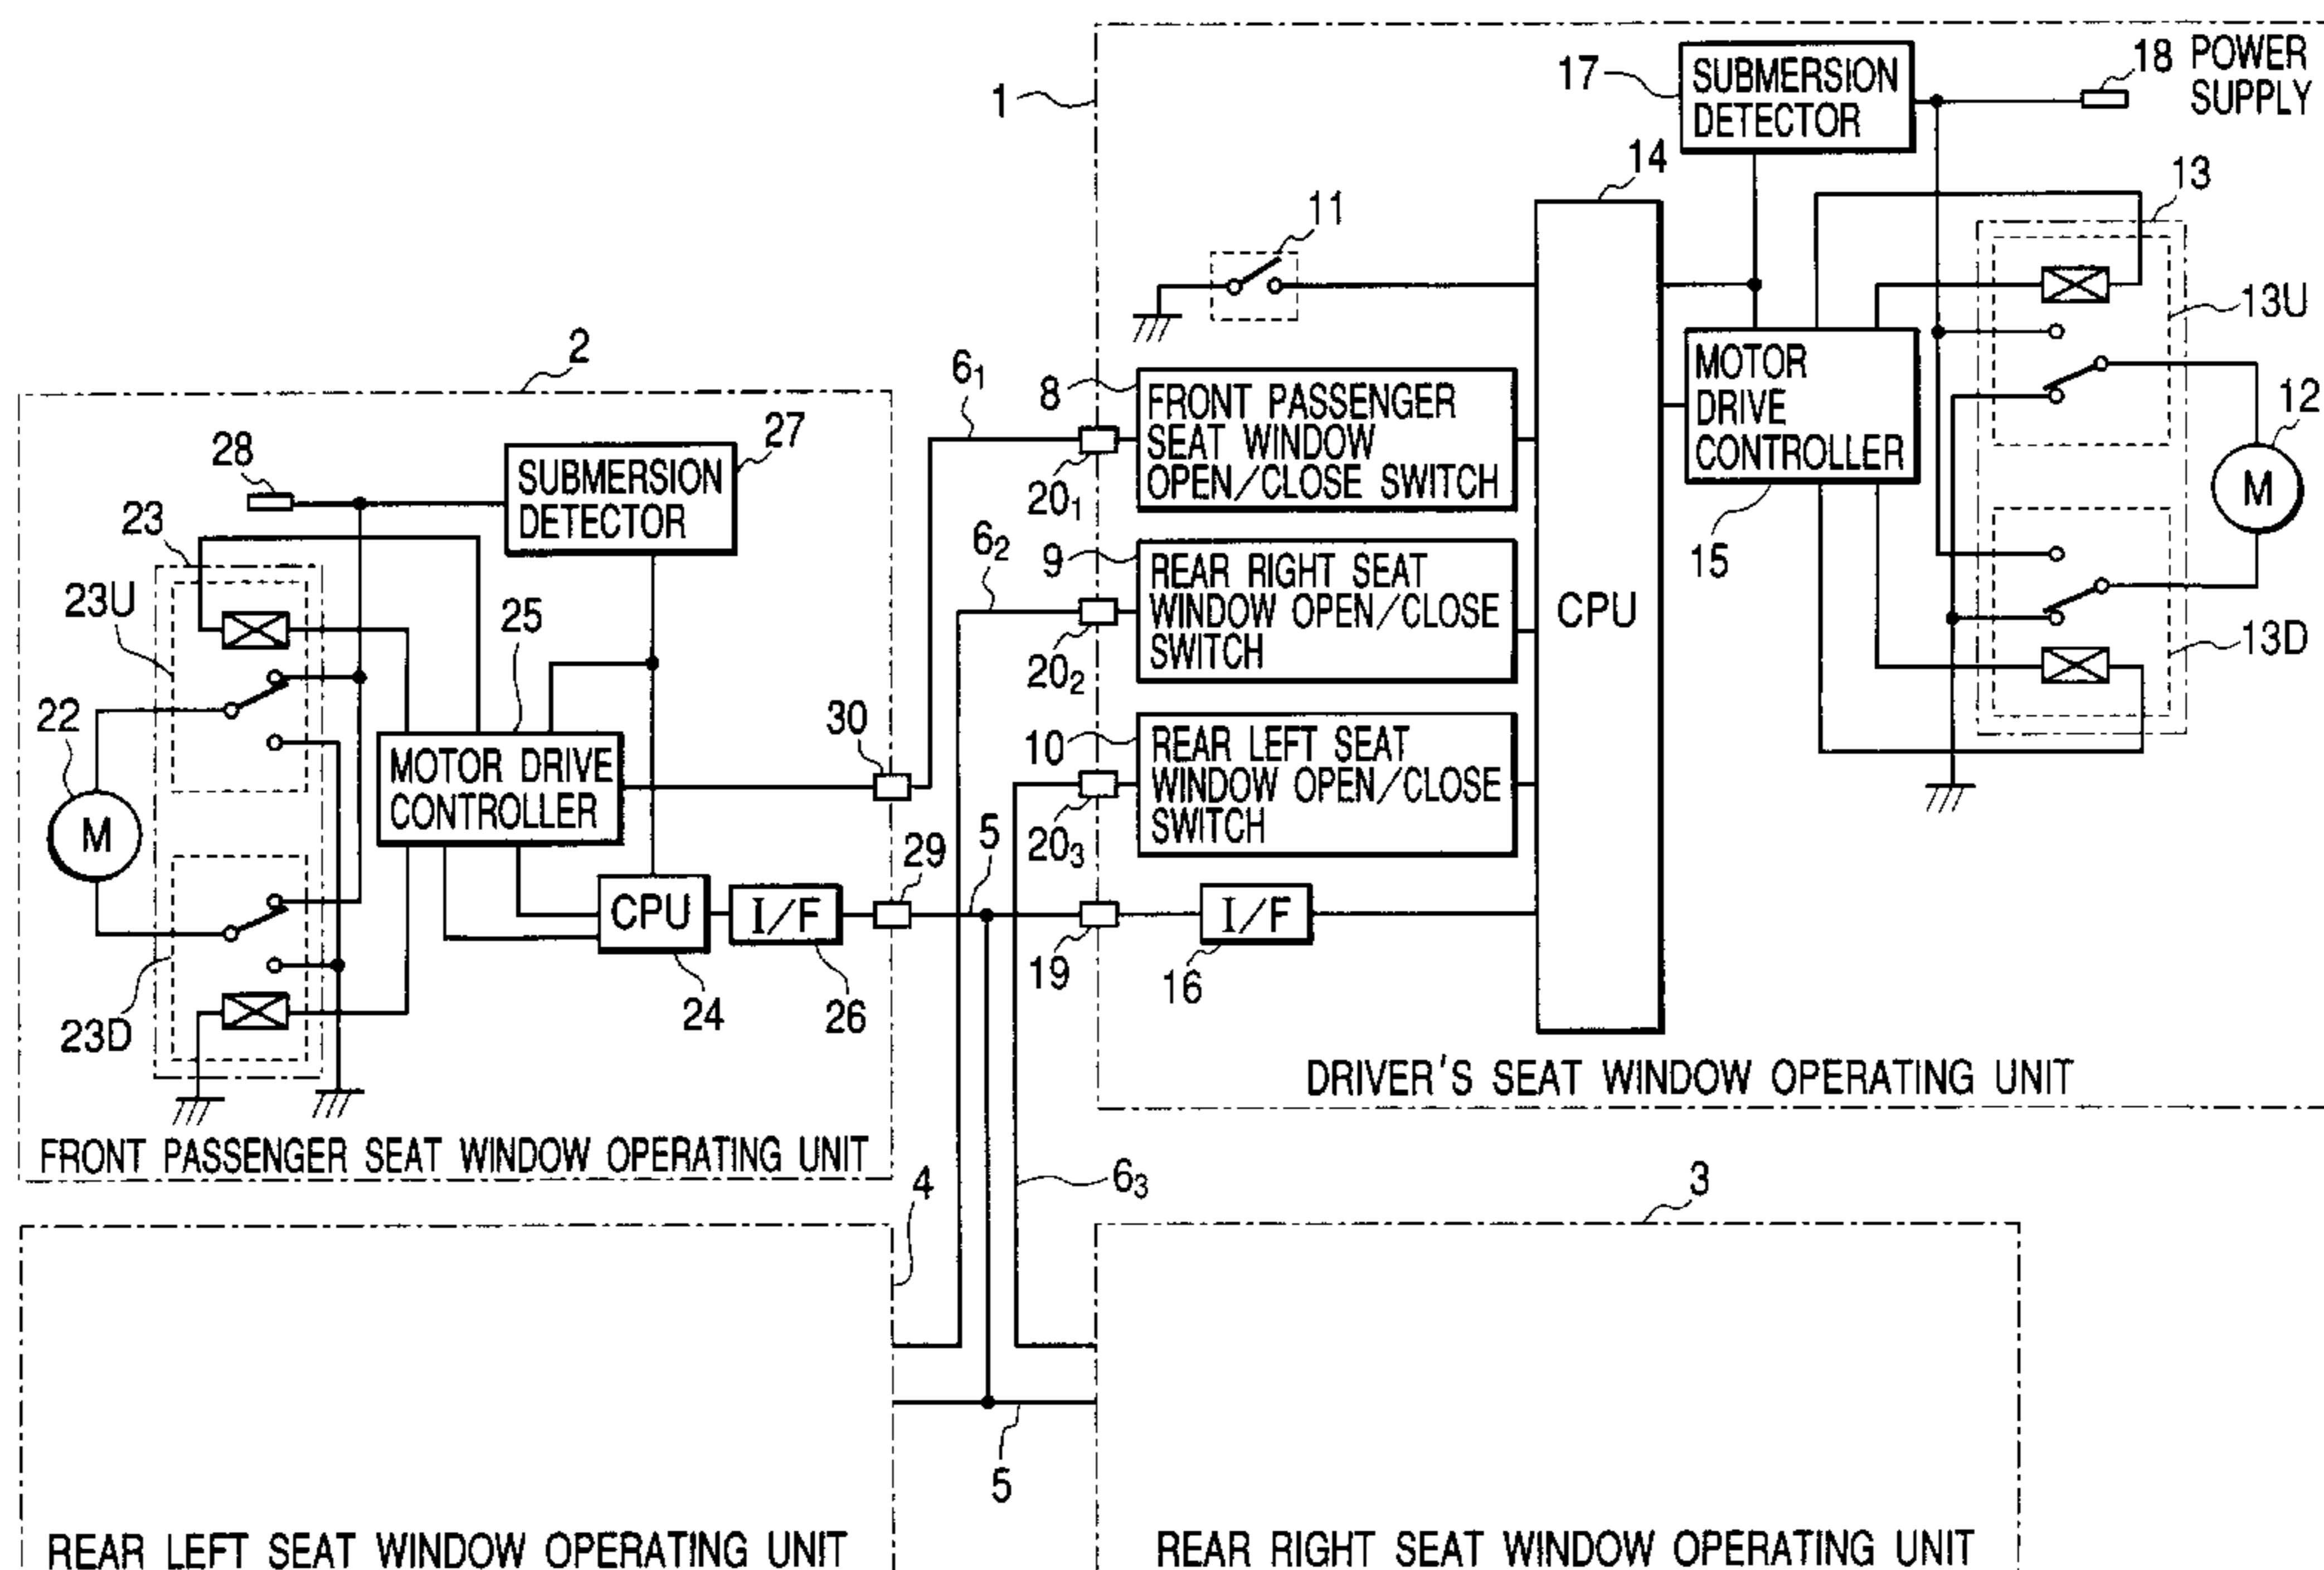 1
17
SUBMERSION
DETECTOR
18 POWER
SUPPLY
14
13
11
13U
2
6₁
8
FRONT PASSENGER
SEAT WINDOW
OPEN/CLOSE SWITCH
MOTOR
DRIVE
CONTROLLER
12
M
28
SUBMERSION
DETECTOR
27
20₁
23
6₂
9
REAR RIGHT SEAT
WINDOW OPEN/CLOSE
SWITCH
CPU
15
23U
25
20₂
13D
22
30
10
REAR LEFT SEAT
WINDOW OPEN/CLOSE
SWITCH
M
MOTOR DRIVE
CONTROLLER
20₃
5
29
CPU
I/F
I/F
19
16
23D
24
26
DRIVER'S SEAT WINDOW OPERATING UNIT
FRONT PASSENGER SEAT WINDOW OPERATING UNIT
4
6₃
3
5
REAR LEFT SEAT WINDOW OPERATING UNIT
REAR RIGHT SEAT WINDOW OPERATING UNIT